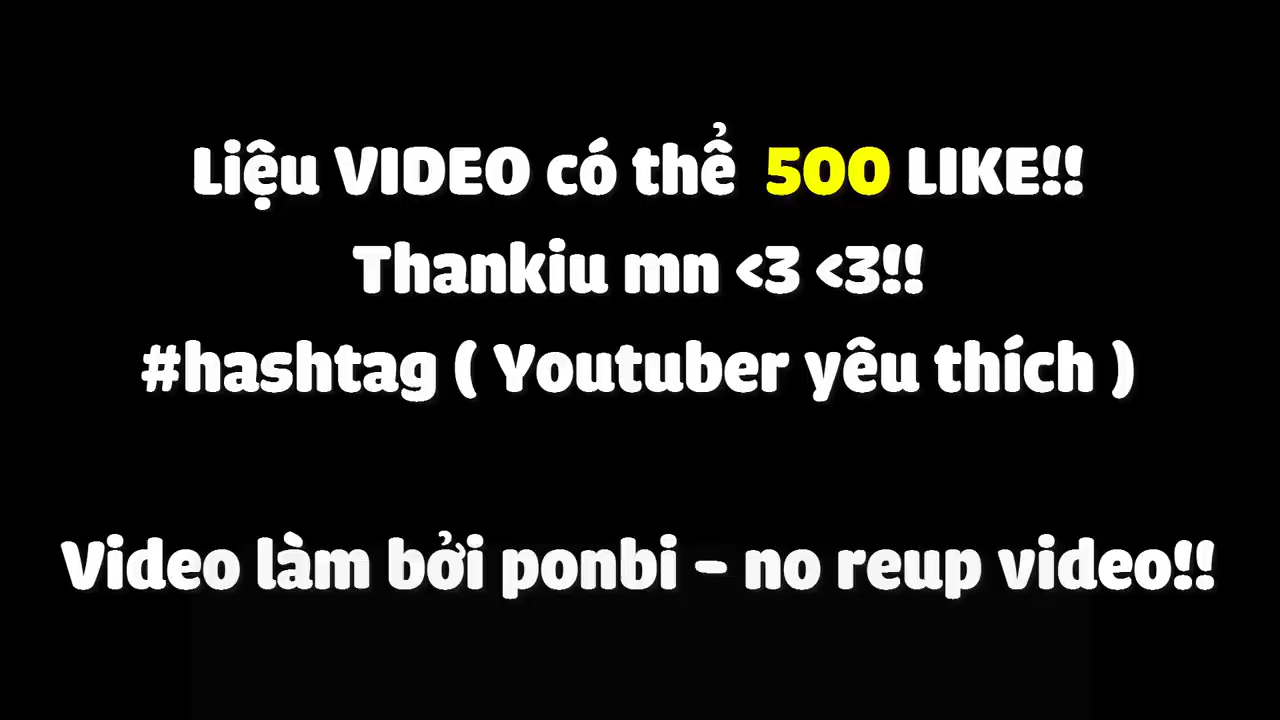 Liệu VIDEO có thể 500 LIKE!!
Thankiu mn <3 <3!!
#hashtag ( Youtuber yêu thích )
Video làm bởi ponbi - no reup video!!